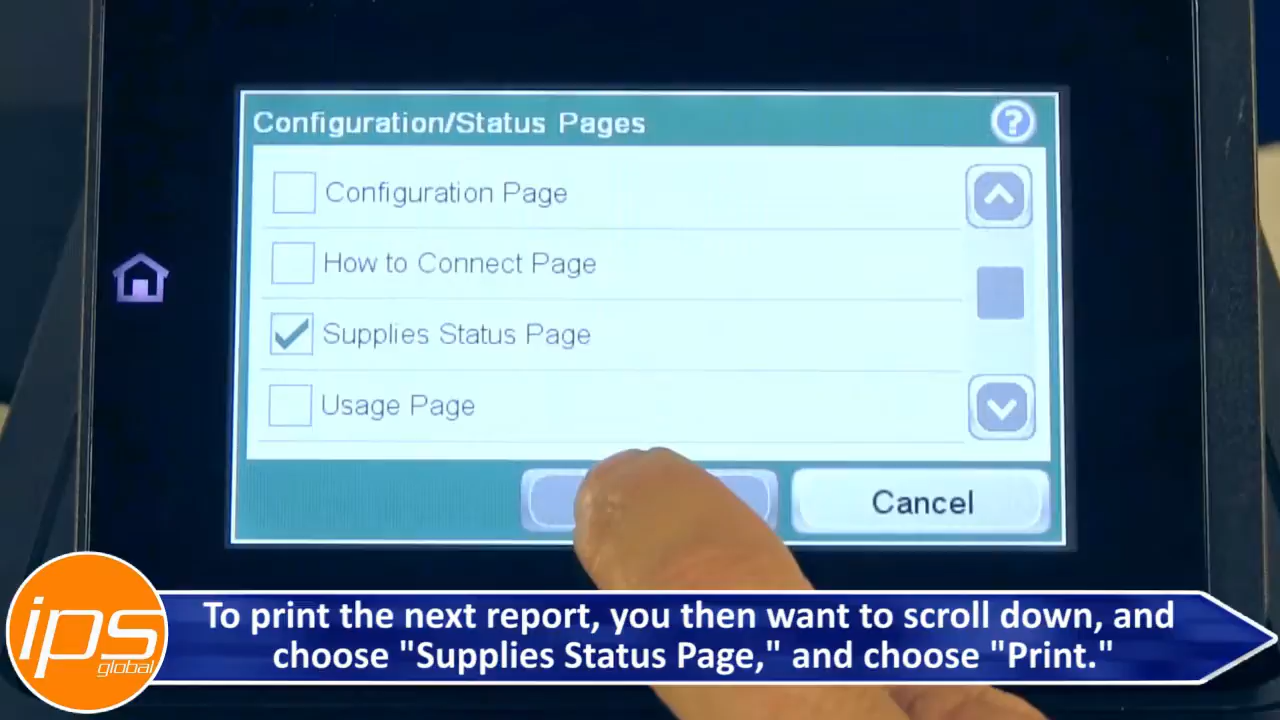 Configuration/Status Pages
?
Configuration Page
How to Connect Page
Supplies Status Page
Usage Page
Cancel
To print the next report, you then want to scroll down, and
choose "Supplies Status Page," and choose "Print."
ips
global